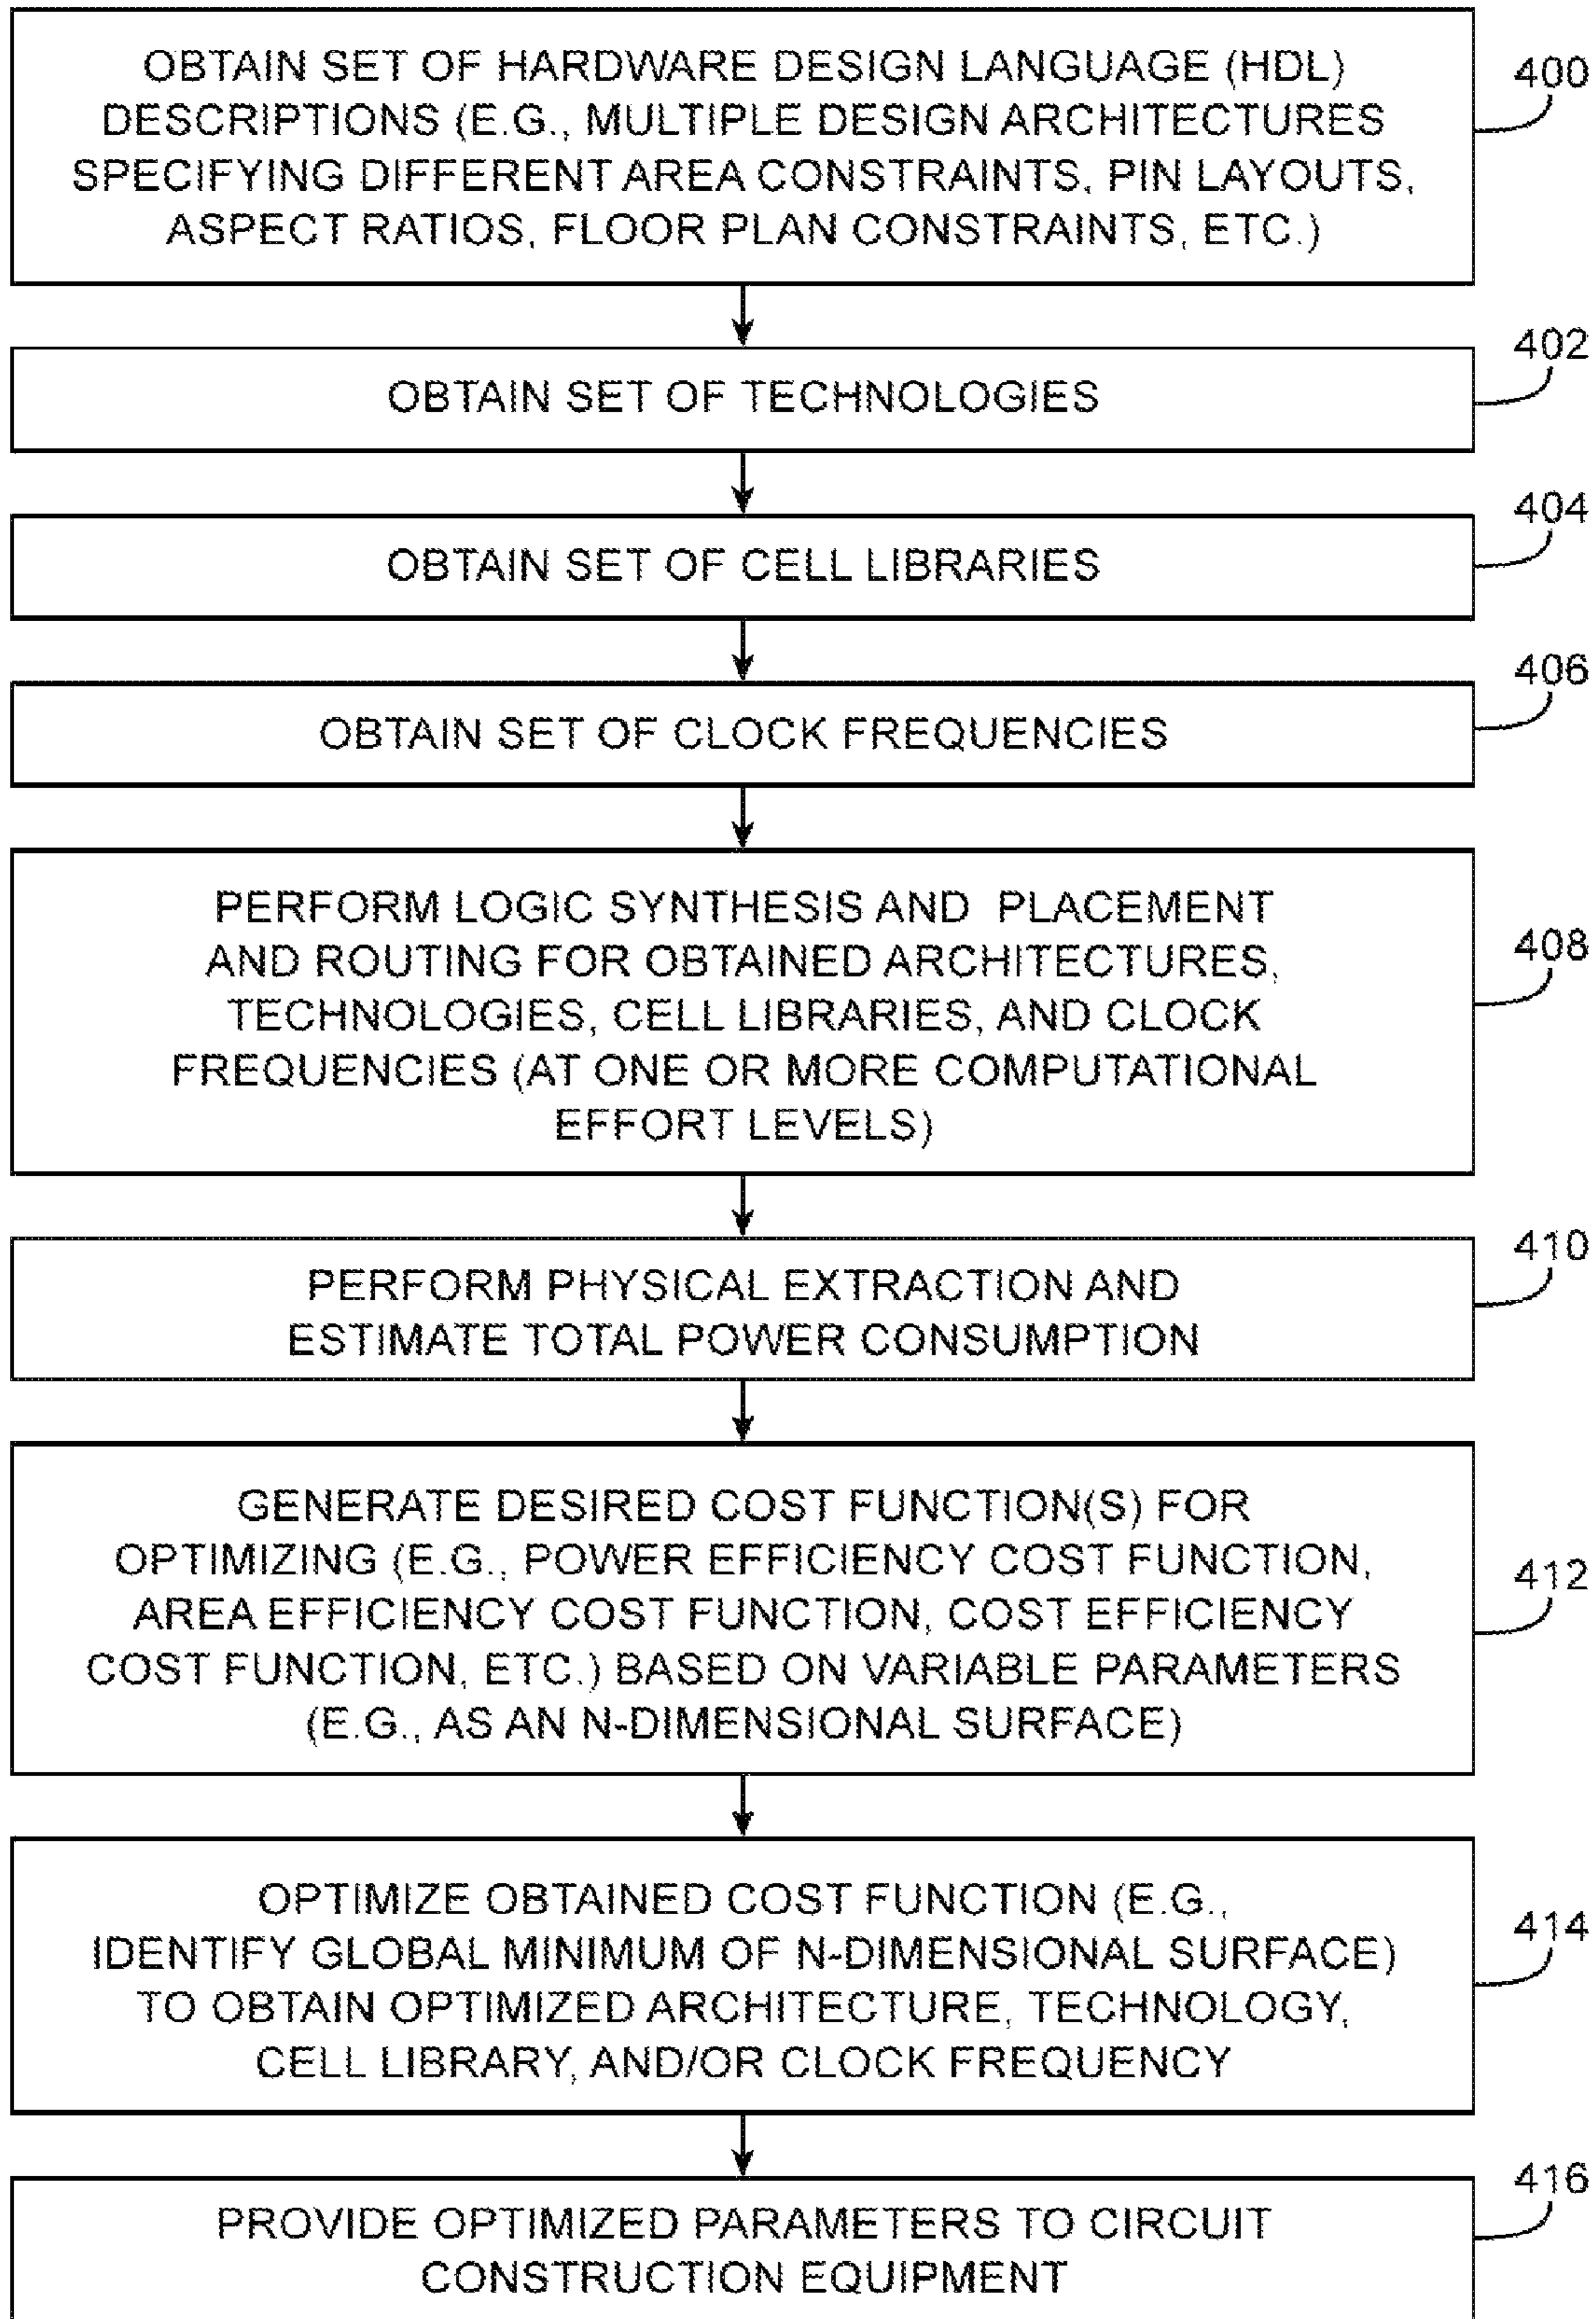 OBTAIN SET OF HARDWARE DESIGN LANGUAGE (HDL)
DESCRIPTIONS (E.G., MULTIPLE DESIGN ARCHITECTURES
SPECIFYING DIFFERENT AREA CONSTRAINTS, PIN LAYOUTS,
ASPECT RATIOS, FLOOR PLAN CONSTRAINTS, ETC.)
400
OBTAIN SET OF TECHNOLOGIES
402
OBTAIN SET OF CELL LIBRARIES
404
OBTAIN SET OF CLOCK FREQUENCIES
406
PERFORM LOGIC SYNTHESIS AND PLACEMENT
AND ROUTING FOR OBTAINED ARCHITECTURES,
TECHNOLOGIES, CELL LIBRARIES, AND CLOCK
FREQUENCIES (AT ONE OR MORE COMPUTATIONAL
EFFORT LEVELS)
408
PERFORM PHYSICAL EXTRACTION AND
ESTIMATE TOTAL POWER CONSUMPTION
410
GENERATE DESIRED COST FUNCTION(S) FOR
OPTIMIZING (E.G., POWER EFFICIENCY COST FUNCTION,
AREA EFFICIENCY COST FUNCTION, COST EFFICIENCY
COST FUNCTION, ETC.) BASED ON VARIABLE PARAMETERS
(E.G., AS AN N-DIMENSIONAL SURFACE)
412
OPTIMIZE OBTAINED COST FUNCTION (E.G.,
IDENTIFY GLOBAL MINIMUM OF N-DIMENSIONAL SURFACE)
TO OBTAIN OPTIMIZED ARCHITECTURE, TECHNOLOGY,
CELL LIBRARY, AND/OR CLOCK FREQUENCY
414
PROVIDE OPTIMIZED PARAMETERS TO CIRCUIT
CONSTRUCTION EQUIPMENT
416